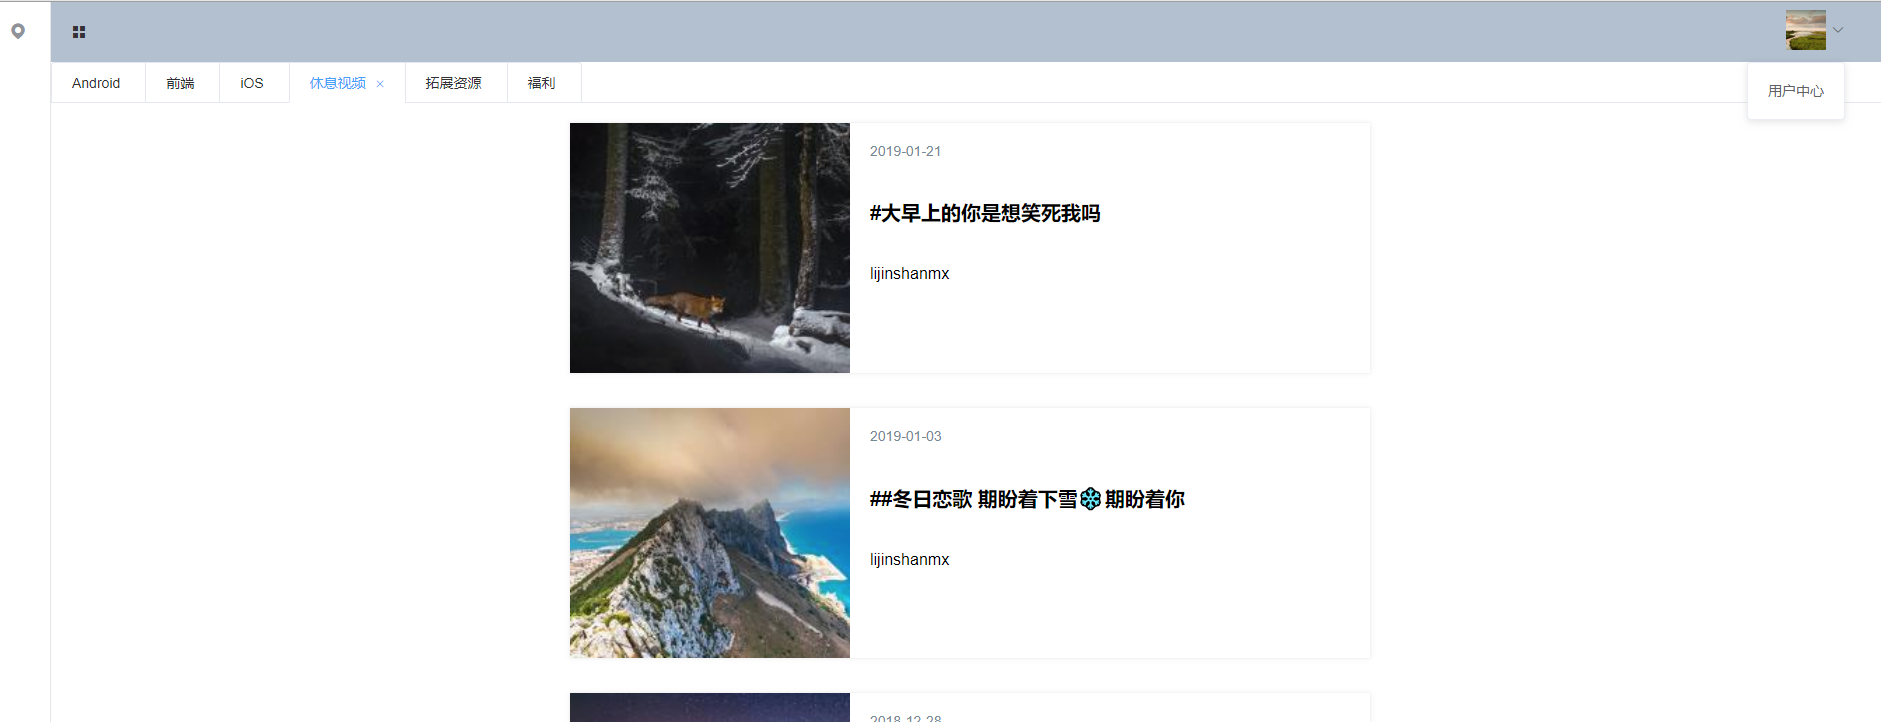 Android
前端
iOS
休息视频
拓展资源
福利
用户中心
2019-01-21
#大早上的你是想笑死我吗
lijinshanmx
2019-01-03
##冬日恋歌 期盼着下雪❄期盼着你
lijinshanmx
2018-12-28